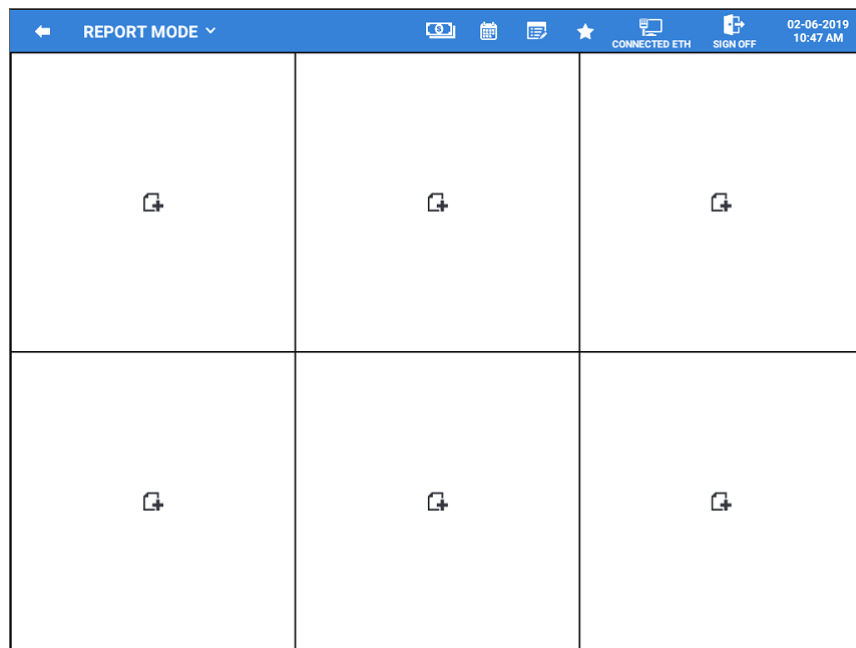 REPORT MODE
CONNECTED ETH
SIGN OFF
02-06-2019
10:47 AM